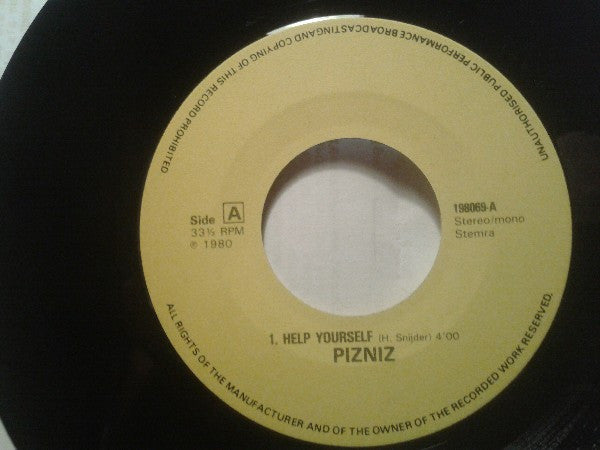 UNAUTHORISED PUBLIC PERFORMANCE BROADCASTINGAND COPYING OF THIS RECORD PROHIBITED
Side A
33⅓ RPM
℗ 1980
198069-A
Stereo/mono
Stemra
1. HELP YOURSELF (H. Snijder) 4'00
PIZNIZ
ALL RIGHTS OF THE MANUFACTURER AND OF THE OWNER OF THE RECORDED WORK RESERVED.